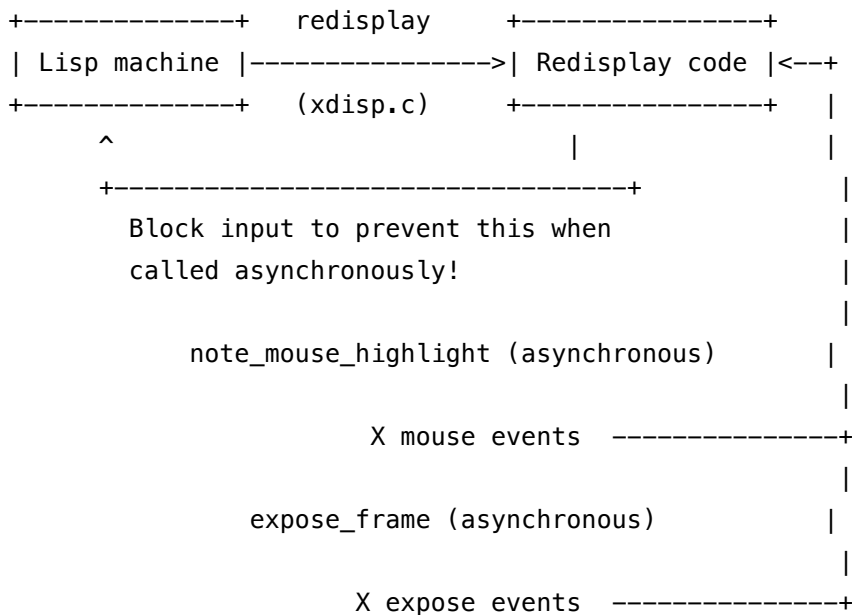 +--------------+   redisplay     +----------------+
| Lisp machine |---------------->| Redisplay code |<--+
+--------------+   (xdisp.c)     +----------------+   |
      ^                              |                |
      +----------------------------------+             |
        Block input to prevent this when               |
        called asynchronously!                         |
                                                       |
            note_mouse_highlight (asynchronous)       |
                                                       |
                        X mouse events  ---------------+
                                                       |
                expose_frame (asynchronous)           |
                                                       |
                       X expose events  ---------------+